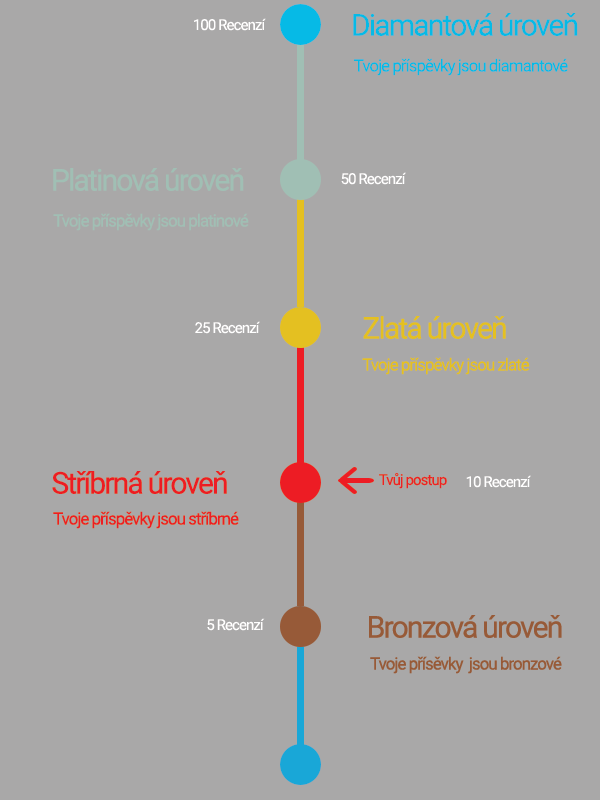 100 Recenzí
Diamantová úroveň
Tvoje příspěvky jsou diamantové
Platinová úroveň
50 Recenzí
Tvoje příspěvky jsou platinové
25 Recenzí
Zlatá úroveň
Tvoje příspěvky jsou zlaté
Stříbrná úroveň
Tvůj postup
10 Recenzí
Tvoje příspěvky jsou stříbrné
5 Recenzí
Bronzová úroveň
Tvoje písěvky jsou bronzové